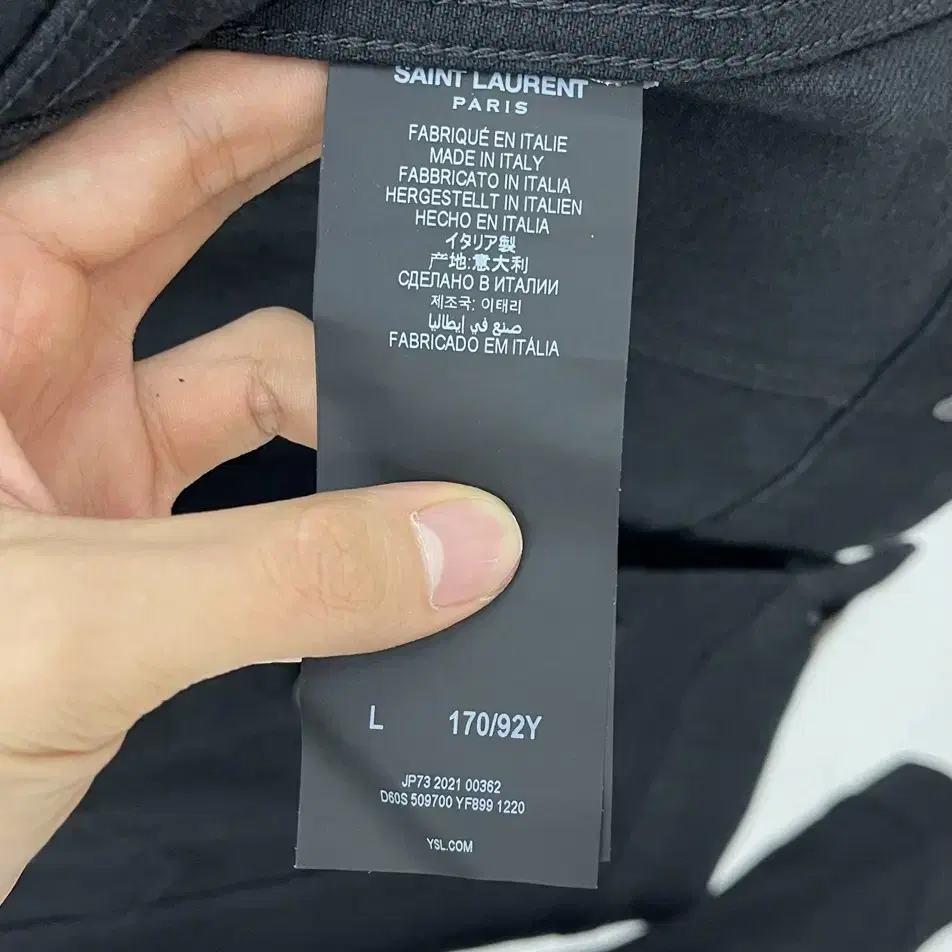 SAINT LAURENT
PARIS
FABRIQUÉ EN ITALIE
MADE IN ITALY
FABBRICATO IN ITALIA
HERGESTELLT IN ITALIEN
HECHO EN ITALIA
イタリア製
产地:意大利
СДЕЛАНО В ИТАЛИИ
제조국: 이태리
صنع في إيطاليا
FABRICADO EM ITÁLIA
L 170/92Y
JP73 2021 00362
D60S 509700 YF899 1220
YSL.COM